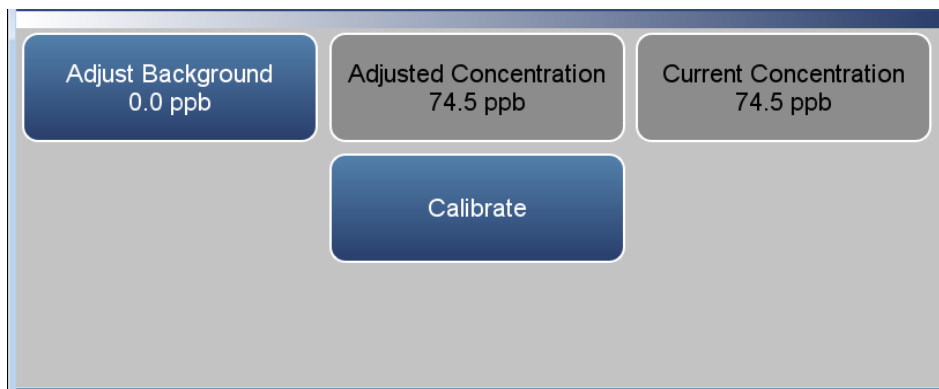 Adjust Background
0.0 ppb
Adjusted Concentration
74.5 ppb
Current Concentration
74.5 ppb
Calibrate